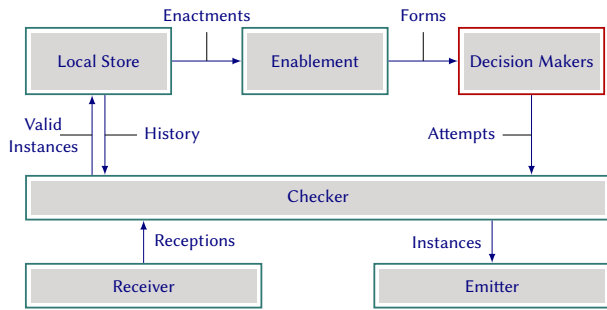 Enactments
Forms
Local Store
Enablement
Decision Makers
Valid
Instances
History
Attempts
Checker
Receptions
Instances
Receiver
Emitter